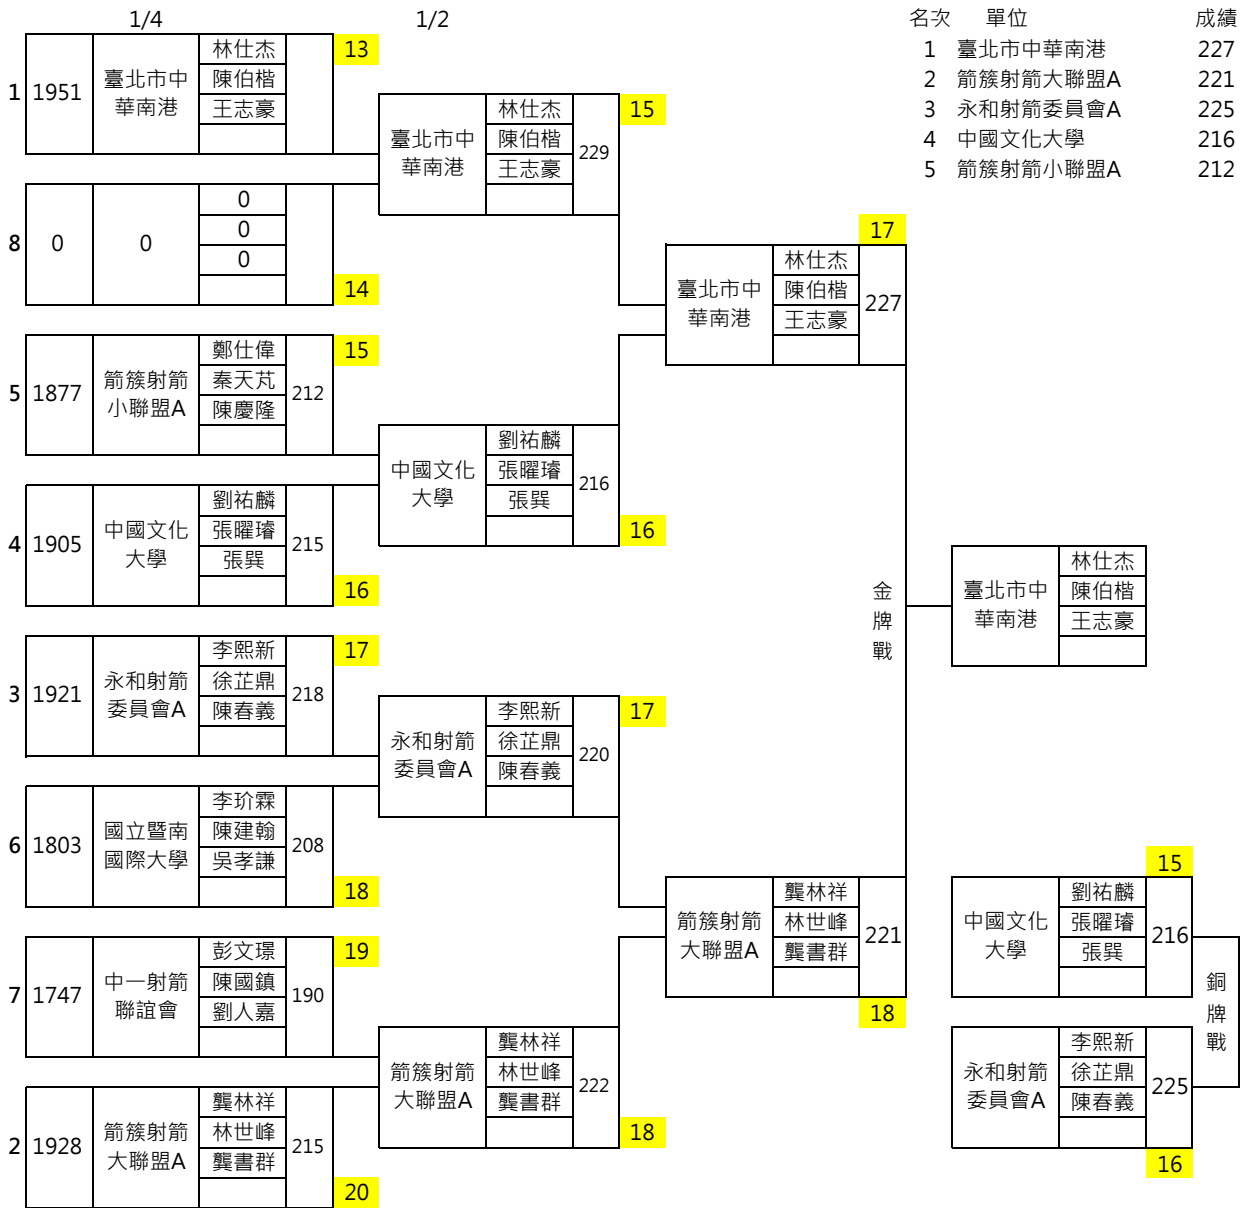 1/4
1/2
名次 單位 成績
1 臺北市中華南港 227
2 箭簇射箭大聯盟A 221
3 永和射箭委員會A 225
4 中國文化大學 216
5 箭簇射箭小聯盟A 212
1
1951
臺北市中
華南港
林仕杰
陳伯楷
王志豪
13
8
0
0
0
0
0
14
5
1877
箭簇射箭
小聯盟A
鄭仕偉
秦天芃
陳慶隆
212
15
4
1905
中國文化
大學
劉祐麟
張曜璿
張巽
215
16
3
1921
永和射箭
委員會A
李熙新
徐芷鼎
陳春義
218
17
6
1803
國立暨南
國際大學
李玠霖
陳建翰
吳孝謙
208
18
7
1747
中一射箭
聯誼會
彭文璟
陳國鎮
劉人嘉
190
19
2
1928
箭簇射箭
大聯盟A
龔林祥
林世峰
龔書群
215
20
臺北市中
華南港
林仕杰
陳伯楷
王志豪
229
15
中國文化
大學
劉祐麟
張曜璿
張巽
216
16
永和射箭
委員會A
李熙新
徐芷鼎
陳春義
220
17
箭簇射箭
大聯盟A
龔林祥
林世峰
龔書群
222
18
17
臺北市中
華南港
林仕杰
陳伯楷
王志豪
227
金牌戰
箭簇射箭
大聯盟A
龔林祥
林世峰
龔書群
221
18
臺北市中
華南港
林仕杰
陳伯楷
王志豪
15
中國文化
大學
劉祐麟
張曜璿
張巽
216
銅牌戰
永和射箭
委員會A
李熙新
徐芷鼎
陳春義
225
16